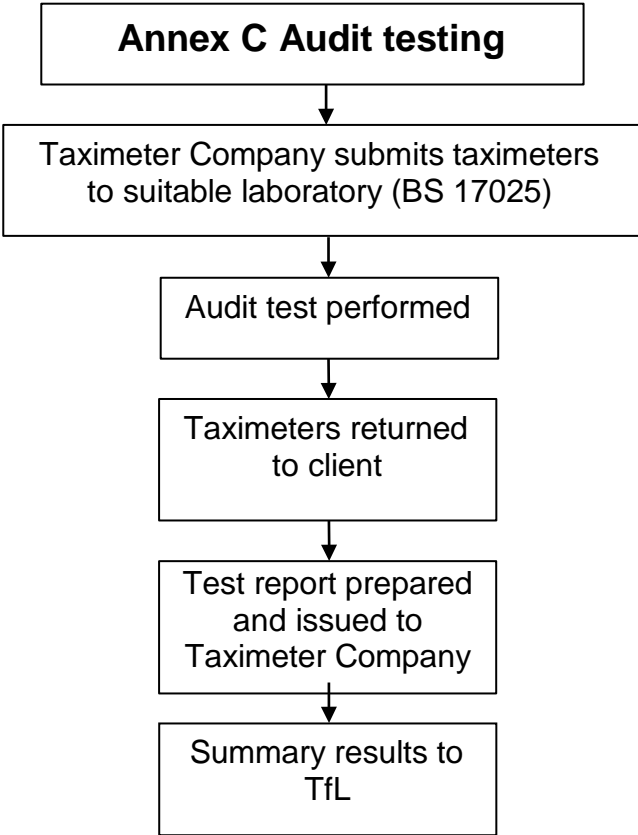 Annex C Audit testing
Taximeter Company submits taximeters
to suitable laboratory (BS 17025)
Audit test performed
Taximeters returned
to client
Test report prepared
and issued to
Taximeter Company
Summary results to
TfL